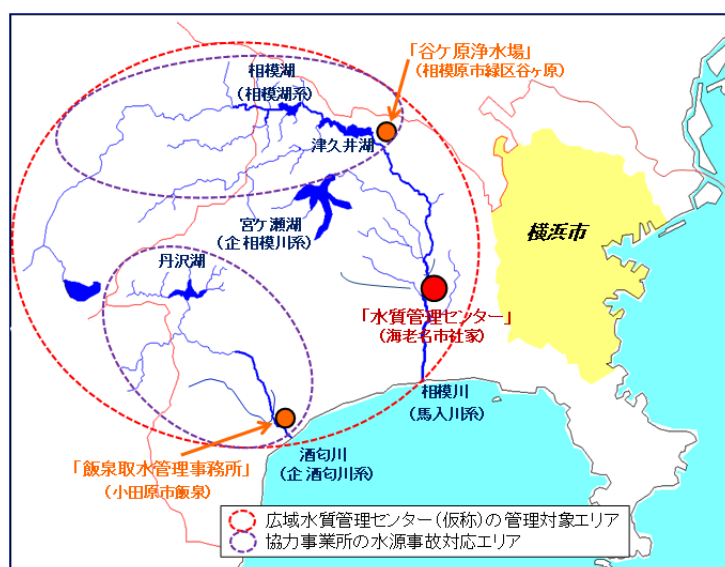 「谷ケ原浄水場」
(相模原市緑区谷ヶ原)
相模湖
(相模湖系)
津久井湖
宮ケ瀬湖
(企 相模川系)
横浜市
丹沢湖
「水質管理センター」
(海老名市社家)
相模川
(馬入川系)
酒匂川
(企 酒匂川系)
「飯泉取水管理事務所」
(小田原市飯泉)
広域水質管理センター(仮称)の管理対象エリア
協力事業所の水源事故対応エリア